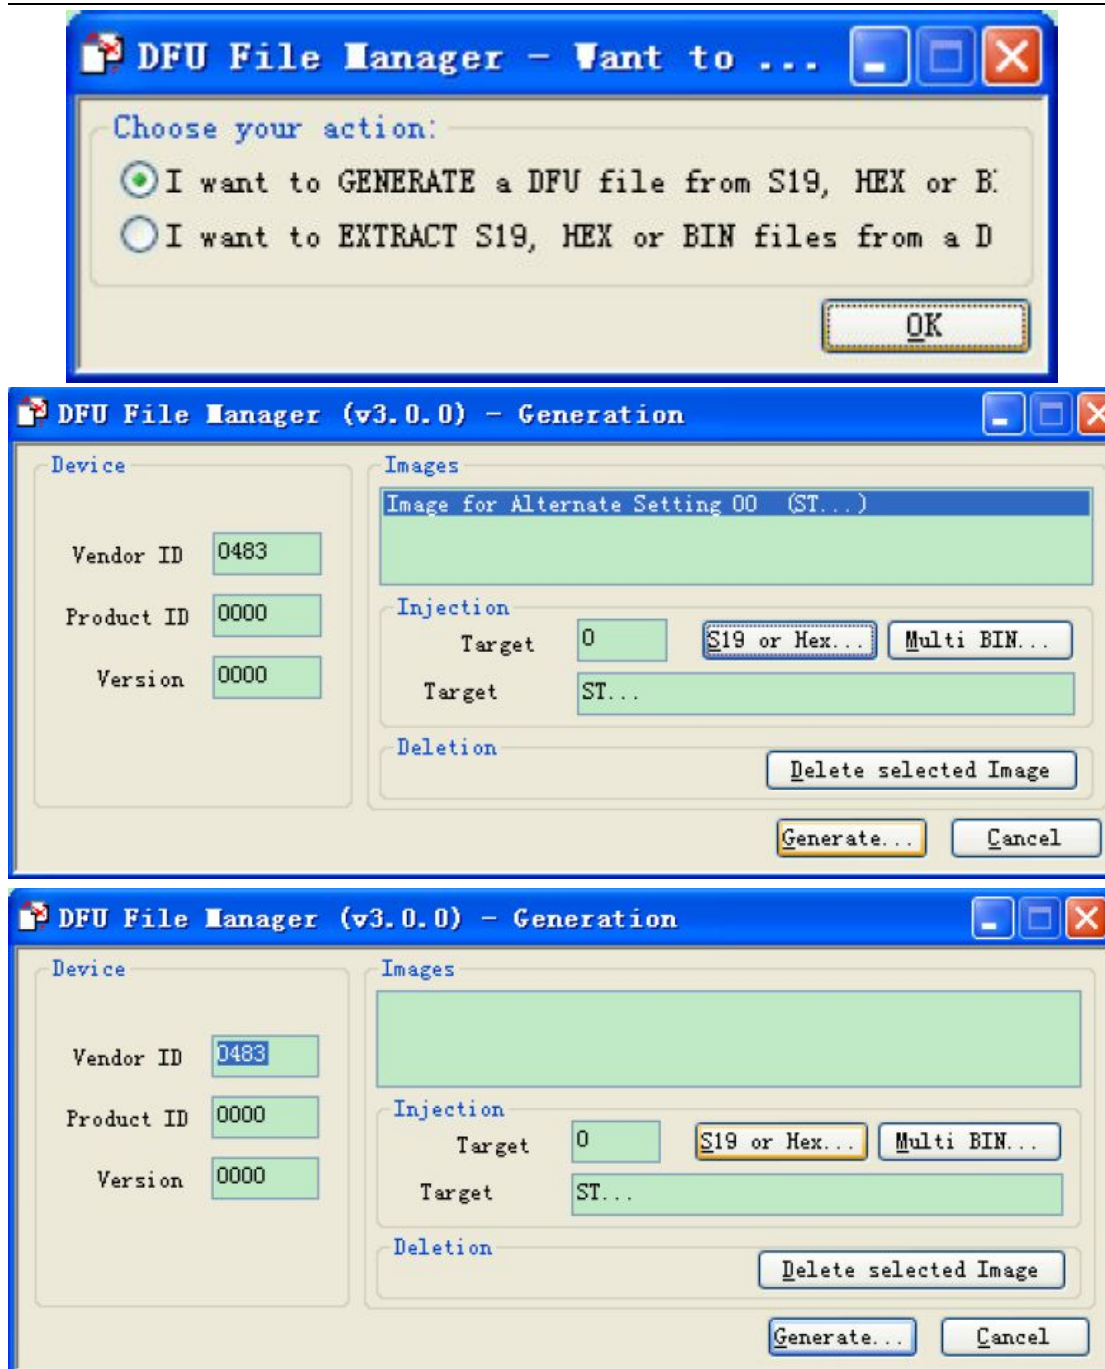 DFU File Manager - Want to ...
Choose your action:
I want to GENERATE a DFU file from S19, HEX or B
I want to EXTRACT S19, HEX or BIN files from a D
OK
DFU File Manager (v3.0.0) - Generation
Device
Images
Image for Alternate Setting 00 (ST...)
Vendor ID 0483
Product ID 0000
Version 0000
Injection
Target 0 S19 or Hex... Multi BIN...
Target ST...
Deletion
Delete selected Image
Generate... Cancel
DFU File Manager (v3.0.0) - Generation
Device
Images
Vendor ID 0483
Product ID 0000
Version 0000
Injection
Target 0 S19 or Hex... Multi BIN...
Target ST...
Deletion
Delete selected Image
Generate... Cancel